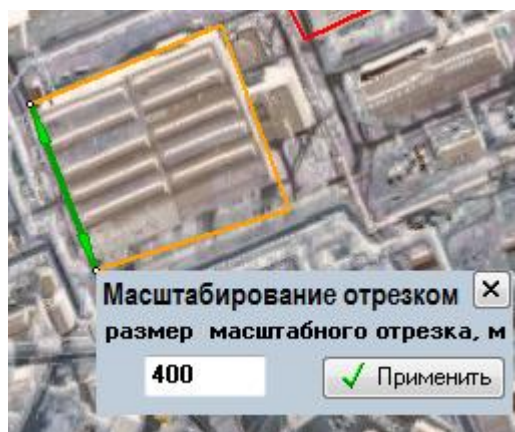 Масштабирование отрезком
размер масштабного отрезка, м
400
Применить